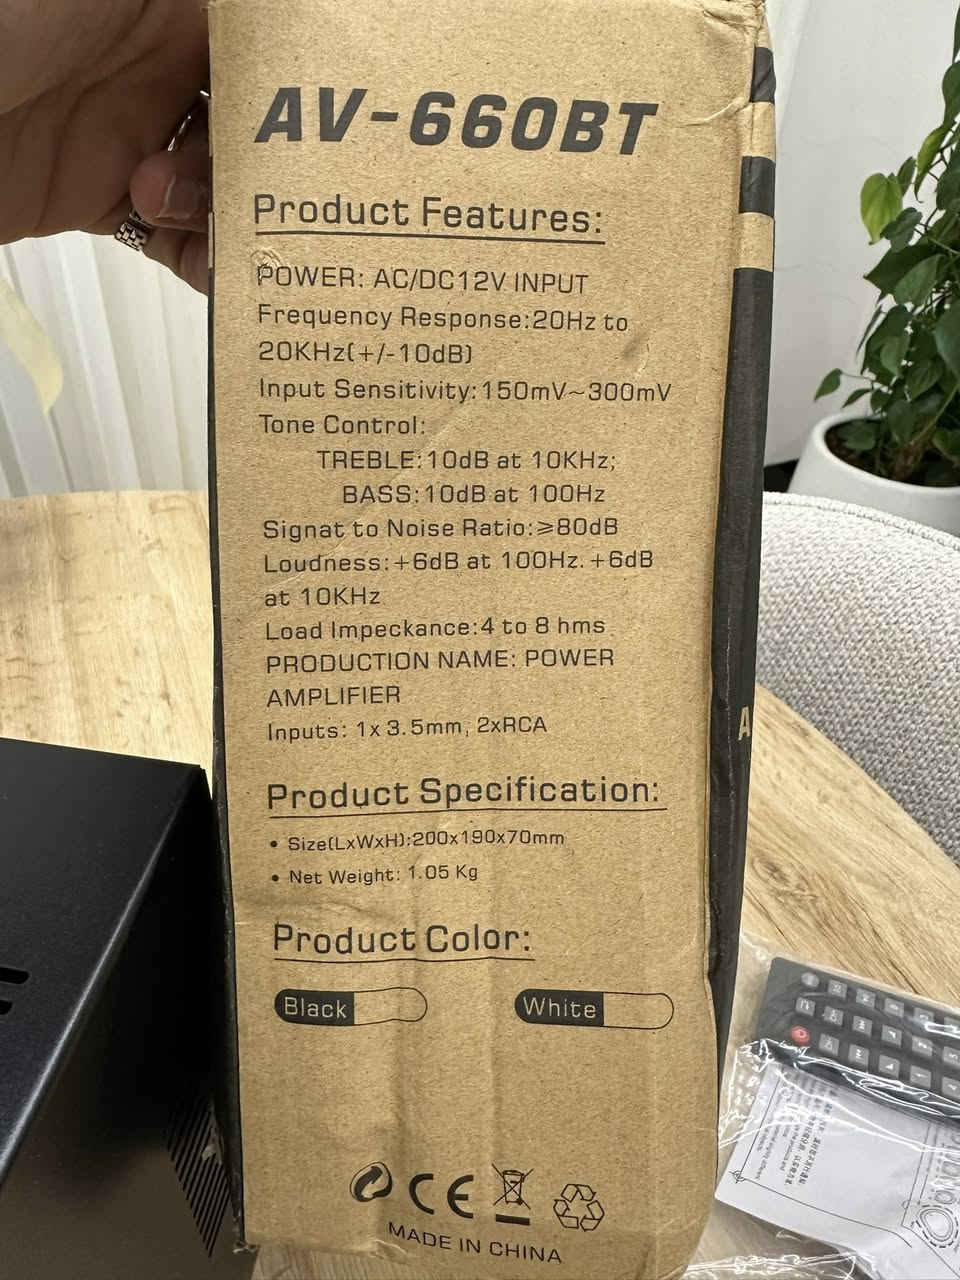 AV-660BT
Product Features:
POWER: AC/DC12V INPUT
Frequency Response:20Hz to
20KHz(+/-10dB)
Input Sensitivity:150mV~300mV
Tone Control:
TREBLE:10dB at 10KHz;
BASS:10dB at 100Hz
Signat to Noise Ratio:≥80dB
Loudness:+6dB at 100Hz.+6dB
at 10KHz
Load Impeckance:4 to 8 hms
PRODUCTION NAME: POWER
AMPLIFIER
Inputs: 1x 3.5mm, 2xRCA
Product Specification:
• Size(LxWxH):200x190x70mm
• Net Weight: 1.05 Kg
Product Color:
Black
White
CE
MADE IN CHINA
A